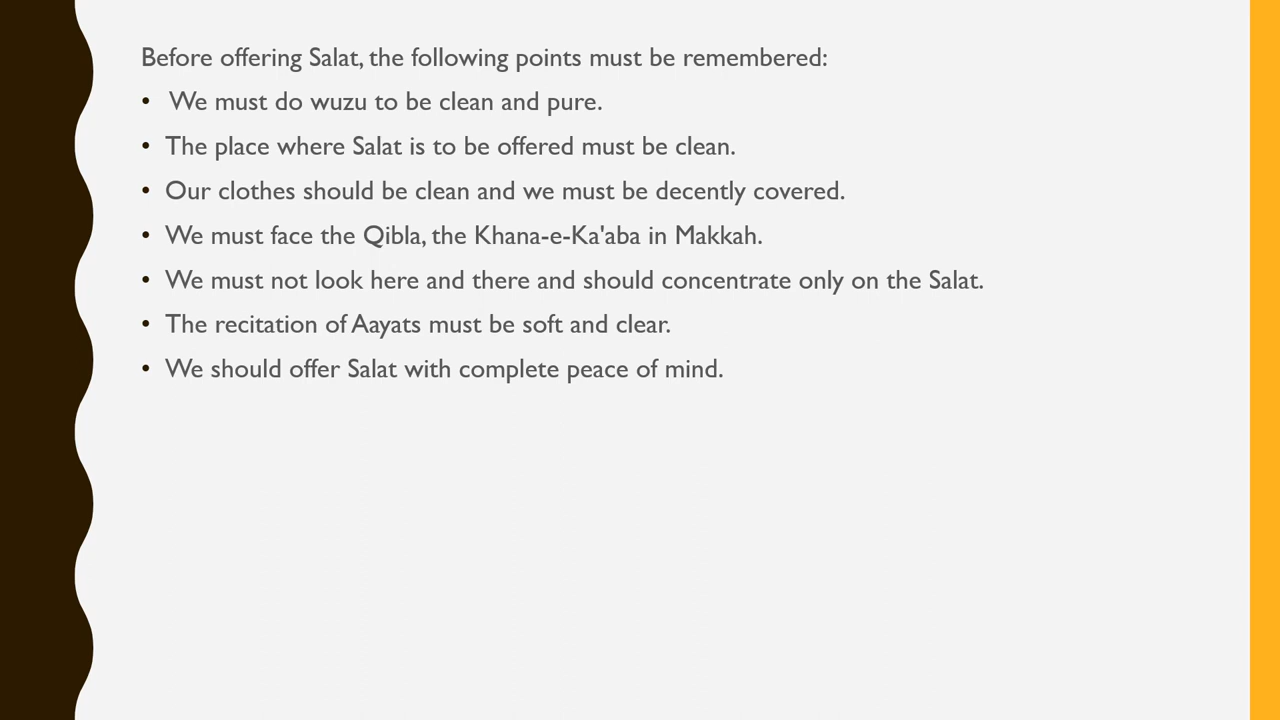 Before offering Salat, the following points must be remembered:
• We must do wuzu to be clean and pure.
• The place where Salat is to be offered must be clean.
• Our clothes should be clean and we must be decently covered.
• We must face the Qibla, the Khana-e-Ka'aba in Makkah.
• We must not look here and there and should concentrate only on the Salat.
• The recitation of Aayats must be soft and clear.
• We should offer Salat with complete peace of mind.